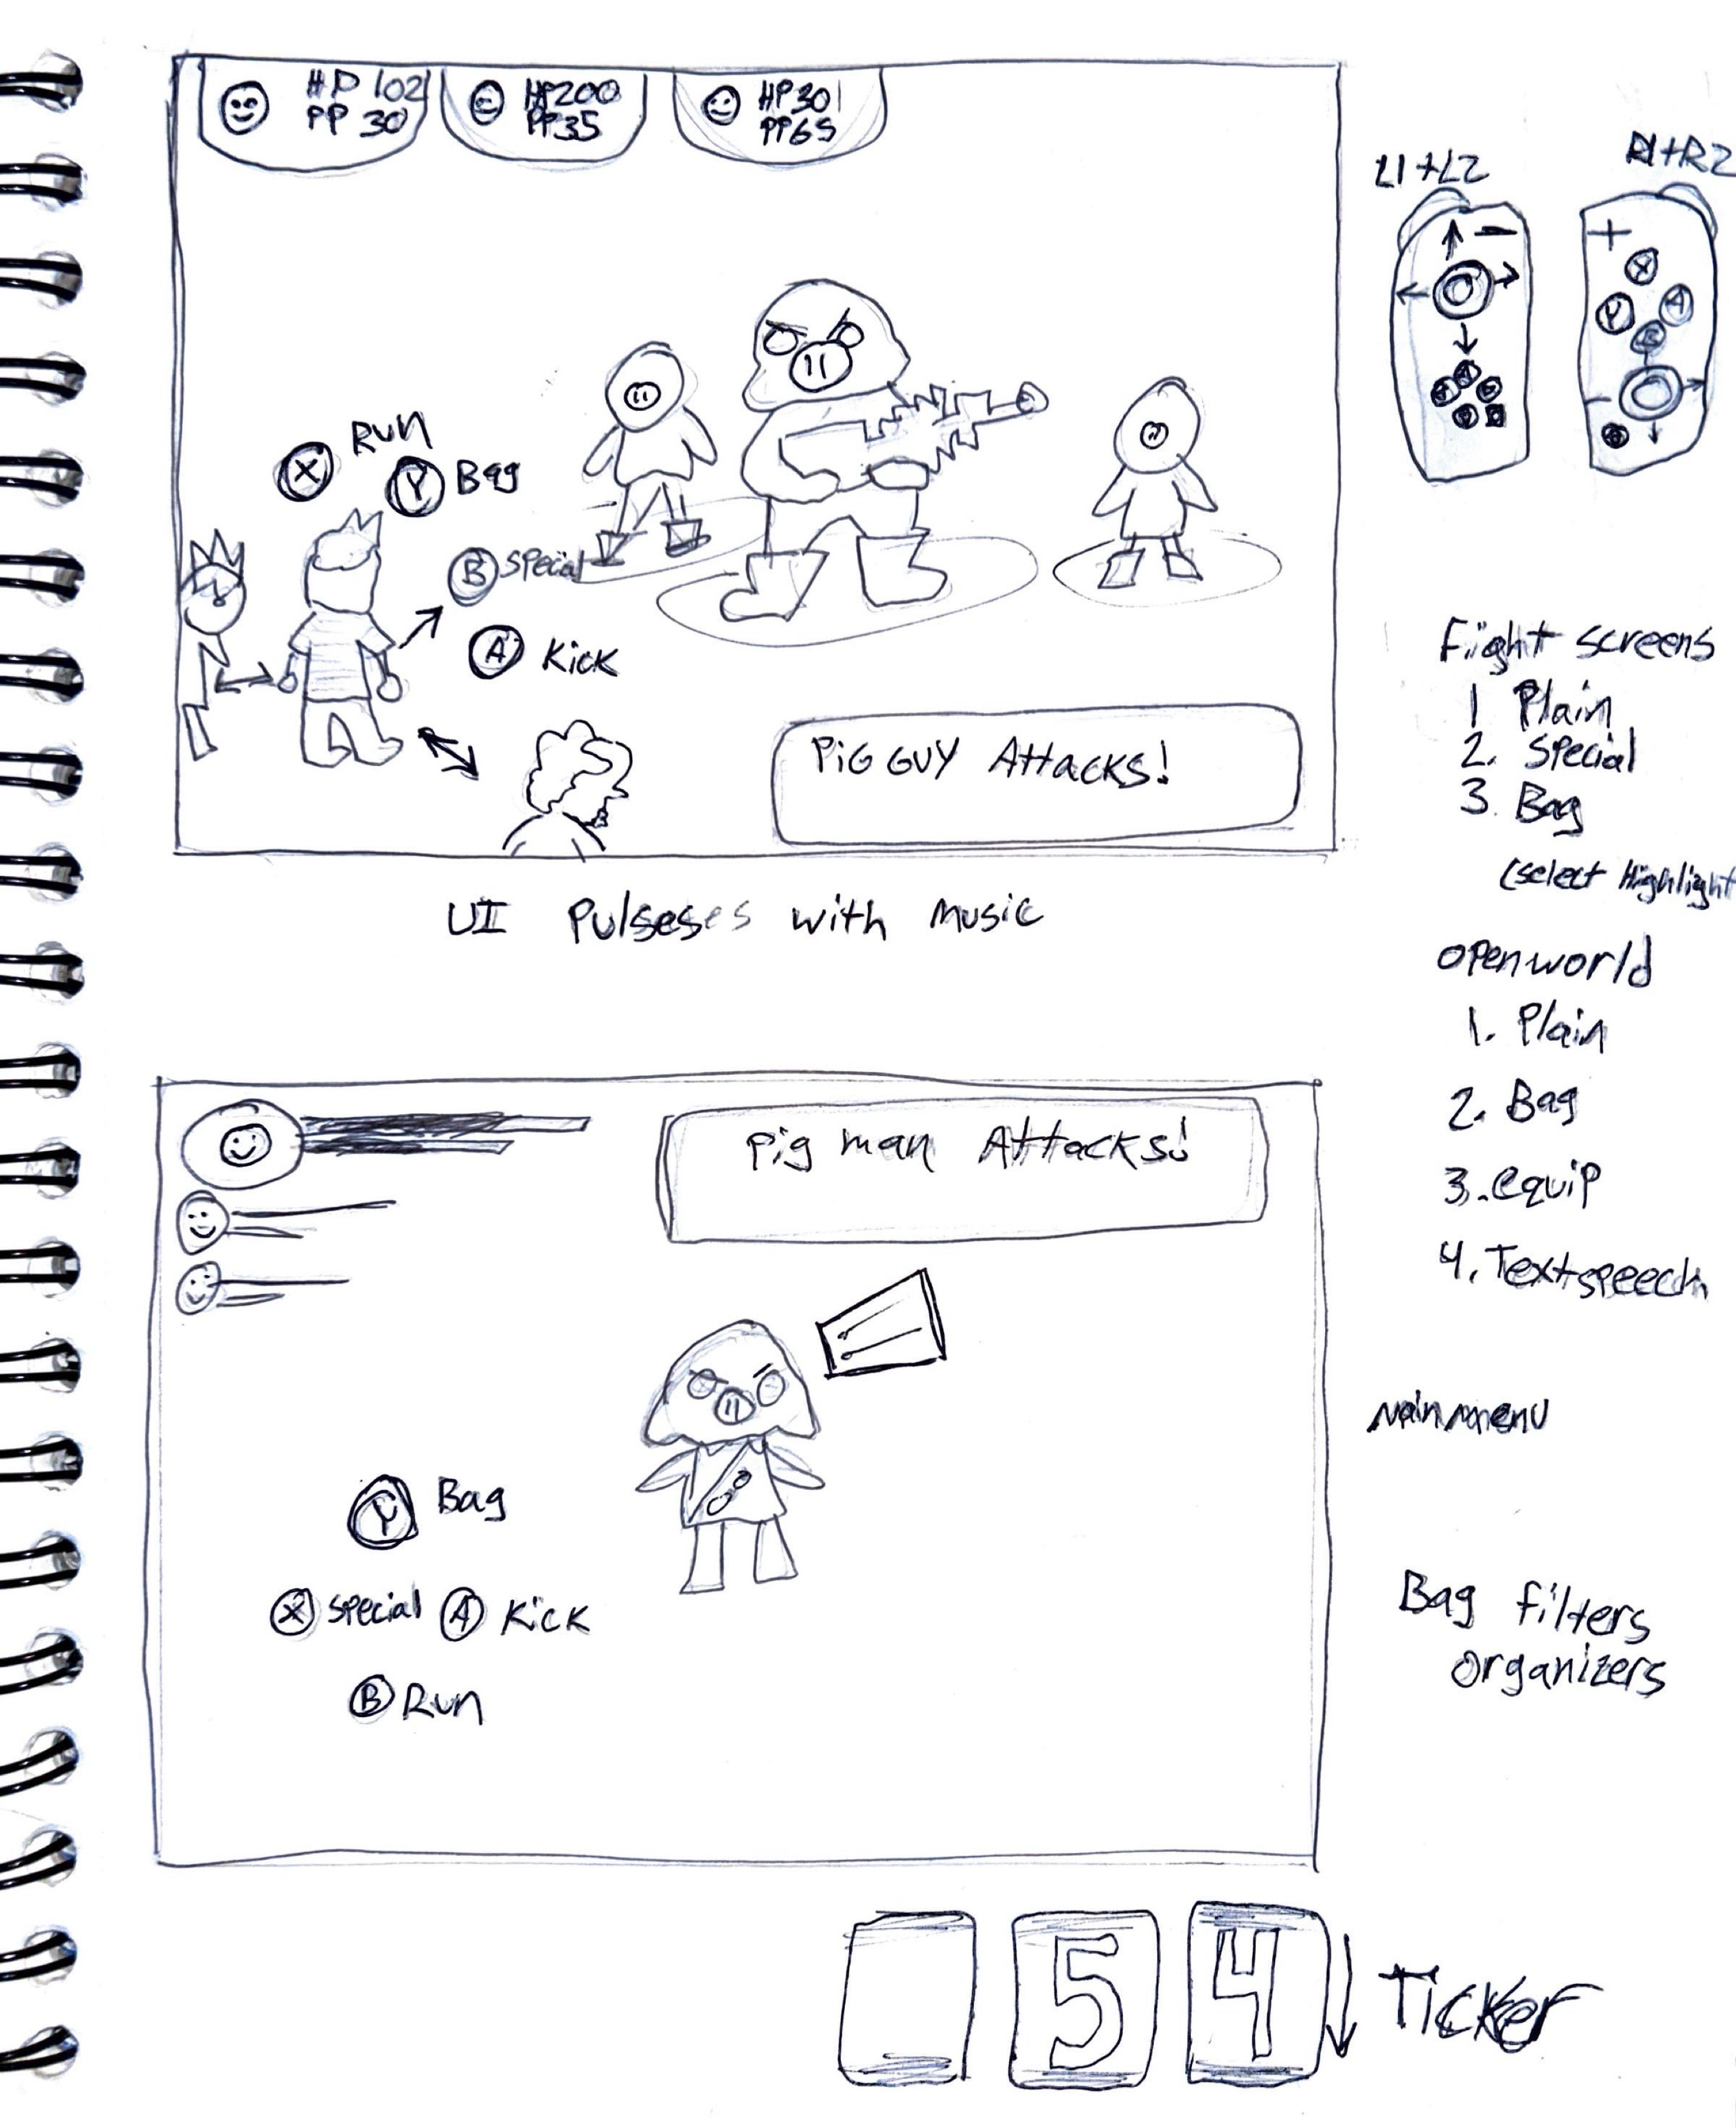 HP 102
PP 30
HP200
PP35
HP301
PP65
L1+L2
R1+R2
X
Y
A
B
X Run
Y Bag
B Special
A Kick
PiG GUY Attacks!
UI Pulseses with music
Fight screens
1 Plain
2. Special
3. Bag
(select Highlight
Openworld
1. Plain
2. Bag
3. equip
4. Textspeech
Pig man Attacks!
Y Bag
X special A Kick
B Run
Mainmenu
Bag filters
organizers
5 4
Ticker